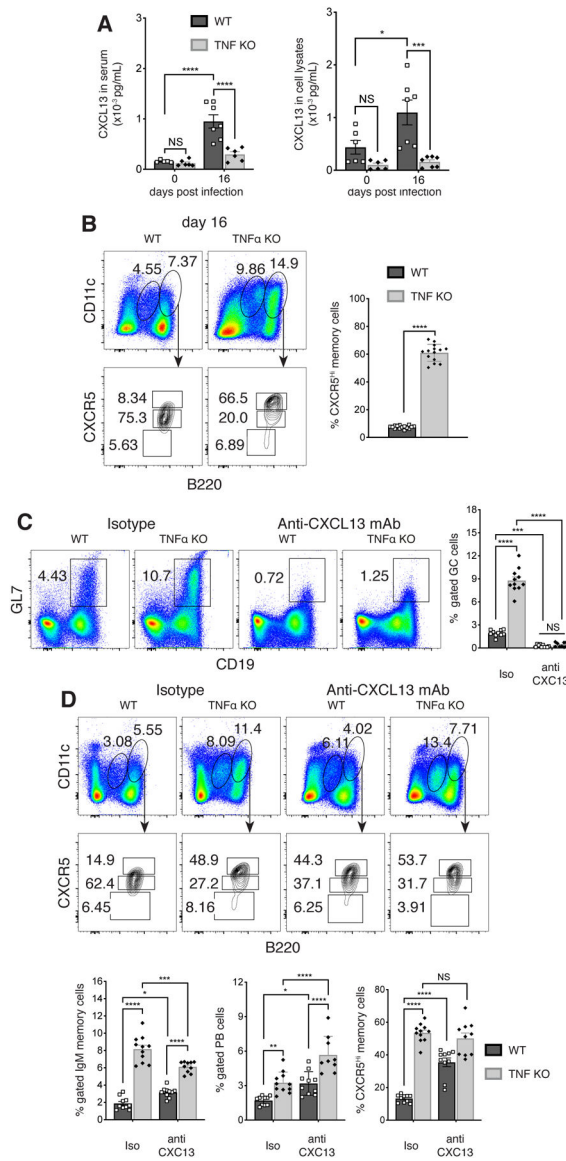 A
WT
TNF KO
CXCL13 in serum
(x10-3 pg/mL)
3
2
1
0
****
****
NS
0
16
days post infection
CXCL13 in cell lysates
(x10-3 pg/mL)
3
2
1
0
*
***
NS
0
16
days post infection
B
day 16
WT
TNFα KO
4.55
7.37
9.86
14.9
CD11c
CXCR5
8.34
75.3
5.63
66.5
20.0
6.89
B220
WT
TNF KO
% CXCR5Hi memory cells
100
80
60
40
20
0
****
C
Isotype
Anti-CXCL13 mAb
WT
TNFα KO
WT
TNFα KO
GL7
4.43
10.7
0.72
1.25
CD19
% gated GC cells
20
15
10
5
0
****
***
****
NS
Iso
anti
CXC13
D
Isotype
Anti-CXCL13 mAb
WT
TNFα KO
WT
TNFα KO
CD11c
3.08
5.55
8.09
11.4
6.11
4.02
13.4
7.71
CXCR5
14.9
62.4
6.45
48.9
27.2
8.16
44.3
37.1
6.25
53.7
31.7
3.91
B220
% gated IgM memory cells
16
14
12
10
8
6
4
2
0
***
*
****
****
Iso
anti
CXC13
% gated PB cells
10
8
6
4
2
0
****
*
****
**
Iso
anti
CXC13
% CXCR5Hi memory cells
80
60
40
20
0
NS
****
****
Iso
anti
CXC13
WT
TNF KO